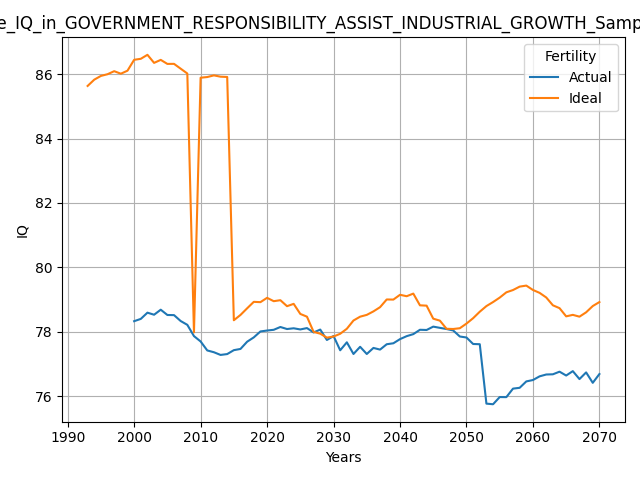 e_IQ_in_GOVERNMENT_RESPONSIBILITY_ASSIST_INDUSTRIAL_GROWTH_Samp
Fertility
Actual
Ideal
86
84
82
80
78
76
IQ
1990 2000 2010 2020 2030 2040 2050 2060 2070
Years